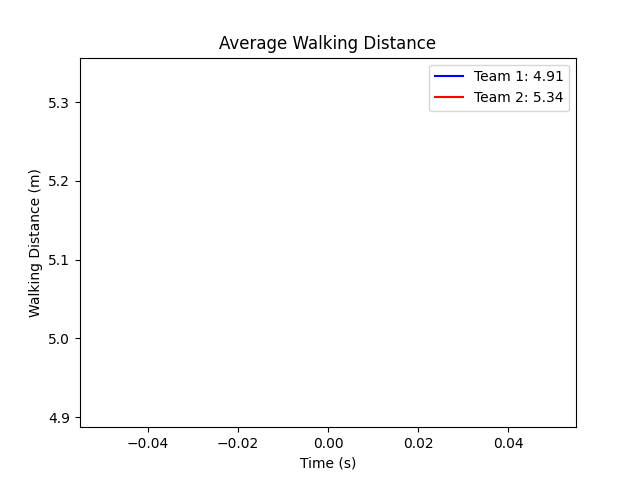 Average Walking Distance
Team 1: 4.91
Team 2: 5.34
5.3
5.2
5.1
5.0
4.9
Walking Distance (m)
−0.04
−0.02
0.00
0.02
0.04
Time (s)